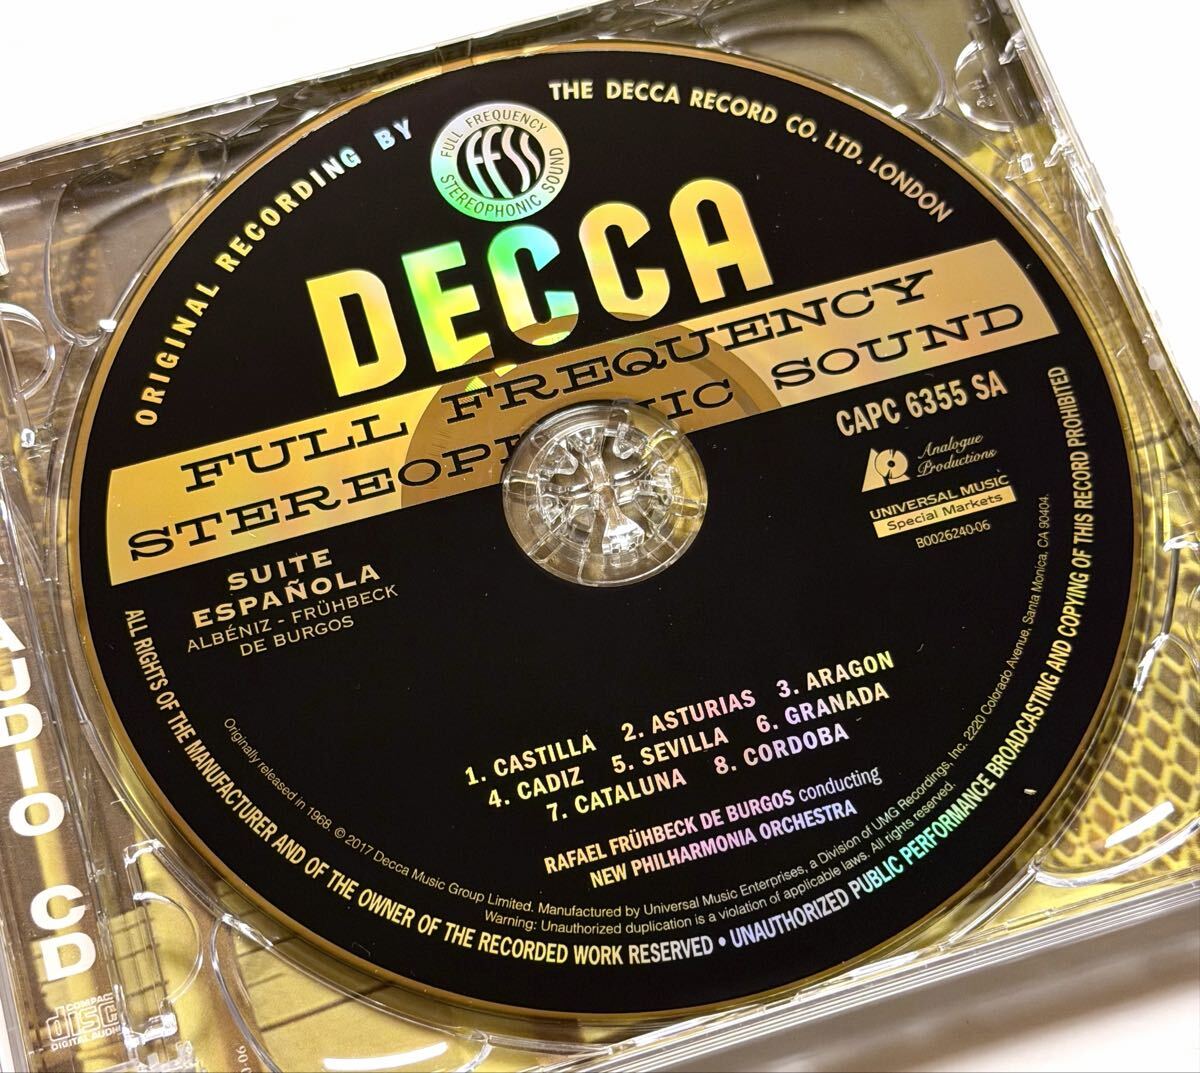 ORIGINAL RECORDING BY
THE DECCA RECORD CO. LTD. LONDON
FULL FREQUENCY
FFSS
STEREOPHONIC SOUND
DECCA
FULL FREQUENCY
SOUND
CAPC 6355 SA
Analogue
Productions
UNIVERSAL MUSIC
Special Markets
B0026240-06
SUITE
ESPAÑOLA
ALBÉNIZ - FRÜHBECK
DE BURGOS
1. CASTILLA 2. ASTURIAS 3. ARAGON
4. CADIZ 5. SEVILLA 6. GRANADA
7. CATALUNA 8. CORDOBA
RAFAEL FRÜHBECK DE BURGOS conducting
NEW PHILHARMONIA ORCHESTRA
Originally released in 1968. ℗ 2017 Decca Music Group Limited. Manufactured by Universal Music Enterprises, a Division of UMG Recordings, Inc. 2220 Colorado Avenue, Santa Monica, CA 90404.
Warning: Unauthorized duplication is a violation of applicable laws. All rights reserved.
ALL RIGHTS OF THE MANUFACTURER AND OF THE OWNER OF THE RECORDED WORK RESERVED • UNAUTHORIZED PUBLIC PERFORMANCE BROADCASTING AND COPYING OF THIS RECORD PROHIBITED
AUDIO CD
COMPACT
disc
DIGITAL AUDIO